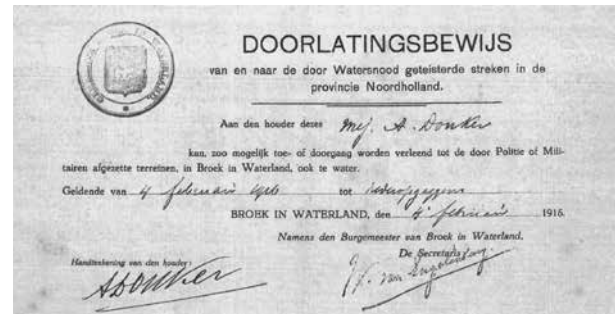 DOORLATINGSBEWIJS
van en naar de door Watersnood geteisterde streken in de
provincie Noordholland.
Aan den houder dezes Mej. A. Donker
kan, zoo mogelijk toe- of doorgang worden verleend tot de door Politie of Mili-
tairen afgezette terreinen, in Broek in Waterland, ook te water.
Geldende van 4 februari 1916 tot
BROEK IN WATERLAND, den 4 februari 1916.
Namens den Burgemeester van Broek in Waterland,
De Secretaris,
Handteekening van den houder:
ADonker